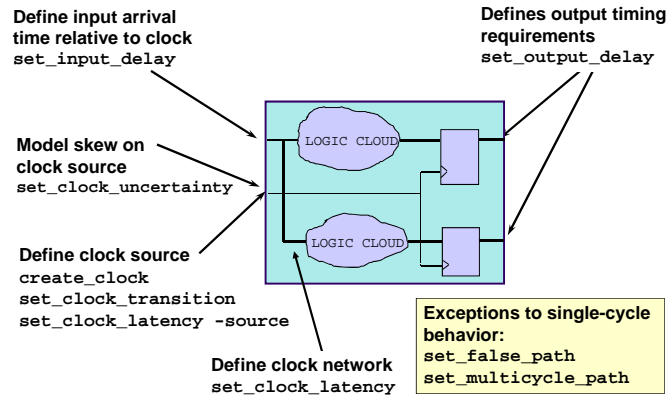 Define input arrival
time relative to clock
set_input_delay
Defines output timing
requirements
set_output_delay
LOGIC CLOUD
Model skew on
clock source
set_clock_uncertainty
LOGIC CLOUD
Define clock source
create_clock
set_clock_transition
set_clock_latency -source
Exceptions to single-cycle
behavior:
set_false_path
set_multicycle_path
Define clock network
set_clock_latency